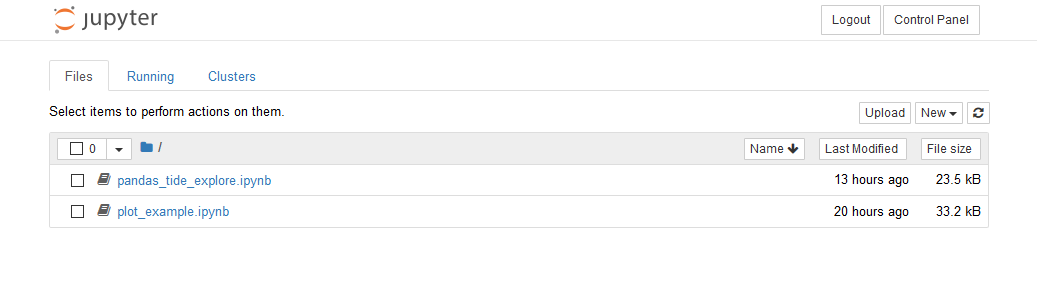 jupyter Logout Control Panel
Files Running Clusters
Select items to perform actions on them. Upload New
0 / Name Last Modified File size
pandas_tide_explore.ipynb 13 hours ago 23.5 kB
plot_example.ipynb 20 hours ago 33.2 kB